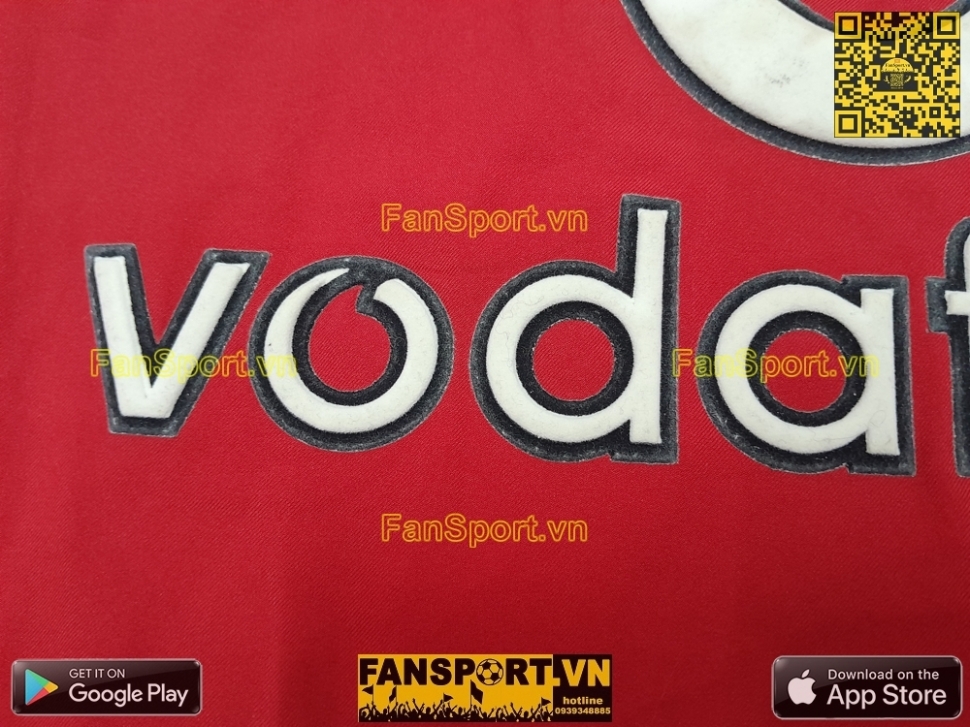 FanSport.vn
vodaf
FanSport.vn FanSport.vn
FanSport.vn
GET IT ON
Google Play
FANSPORT.VN
hotline
0939348885
Download on the
App Store